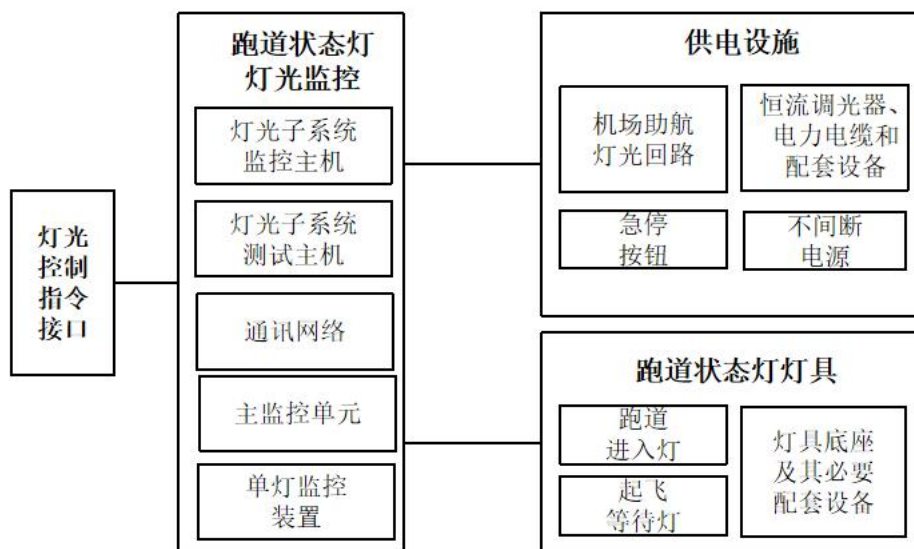 灯光
控制
指令
接口
跑道状态灯
灯光监控
灯光子系统
监控主机
灯光子系统
测试主机
通讯网络
主监控单元
单灯监控
装置
供电设施
机场助航
灯光回路
恒流调光器、
电力电缆和
配套设备
急停
按钮
不间断
电源
跑道状态灯灯具
跑道
进入灯
起飞
等待灯
灯具底座
及其必要
配套设备